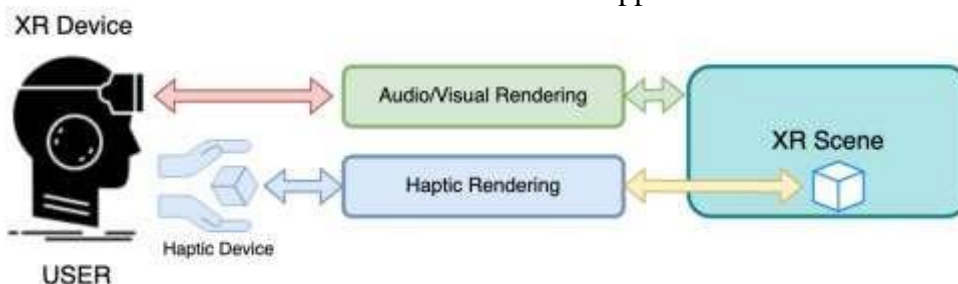 XR Device
Audio/Visual Rendering
XR Scene
Haptic Rendering
Haptic Device
USER